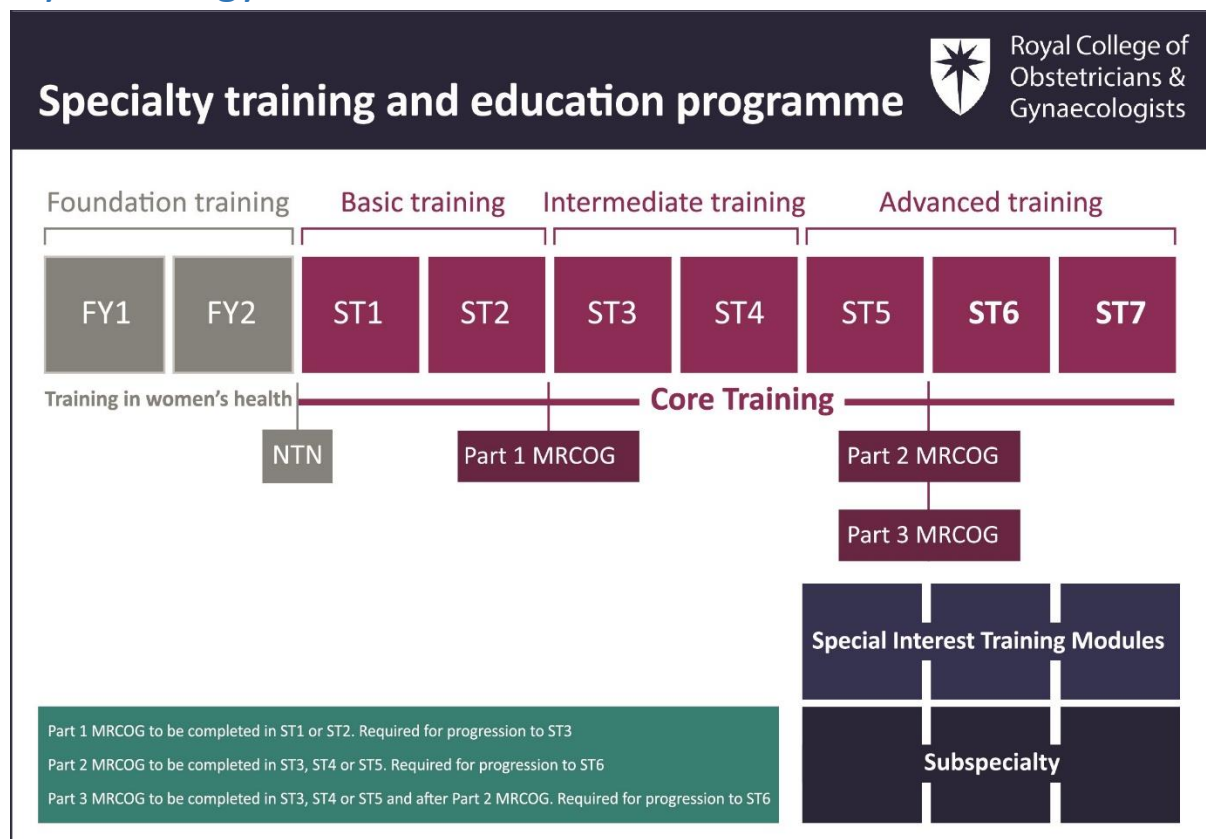 Specialty training and education programme
Royal College of
Obstetricians &
Gynaecologists
Foundation training
Basic training
Intermediate training
Advanced training
FY1
FY2
ST1
ST2
ST3
ST4
ST5
ST6
ST7
Training in women's health
Core Training
NTN
Part 1 MRCOG
Part 2 MRCOG
Part 3 MRCOG
Special Interest Training Modules
Subspecialty
Part 1 MRCOG to be completed in ST1 or ST2. Required for progression to ST3
Part 2 MRCOG to be completed in ST3, ST4 or ST5. Required for progression to ST6
Part 3 MRCOG to be completed in ST3, ST4 or ST5 and after Part 2 MRCOG. Required for progression to ST6